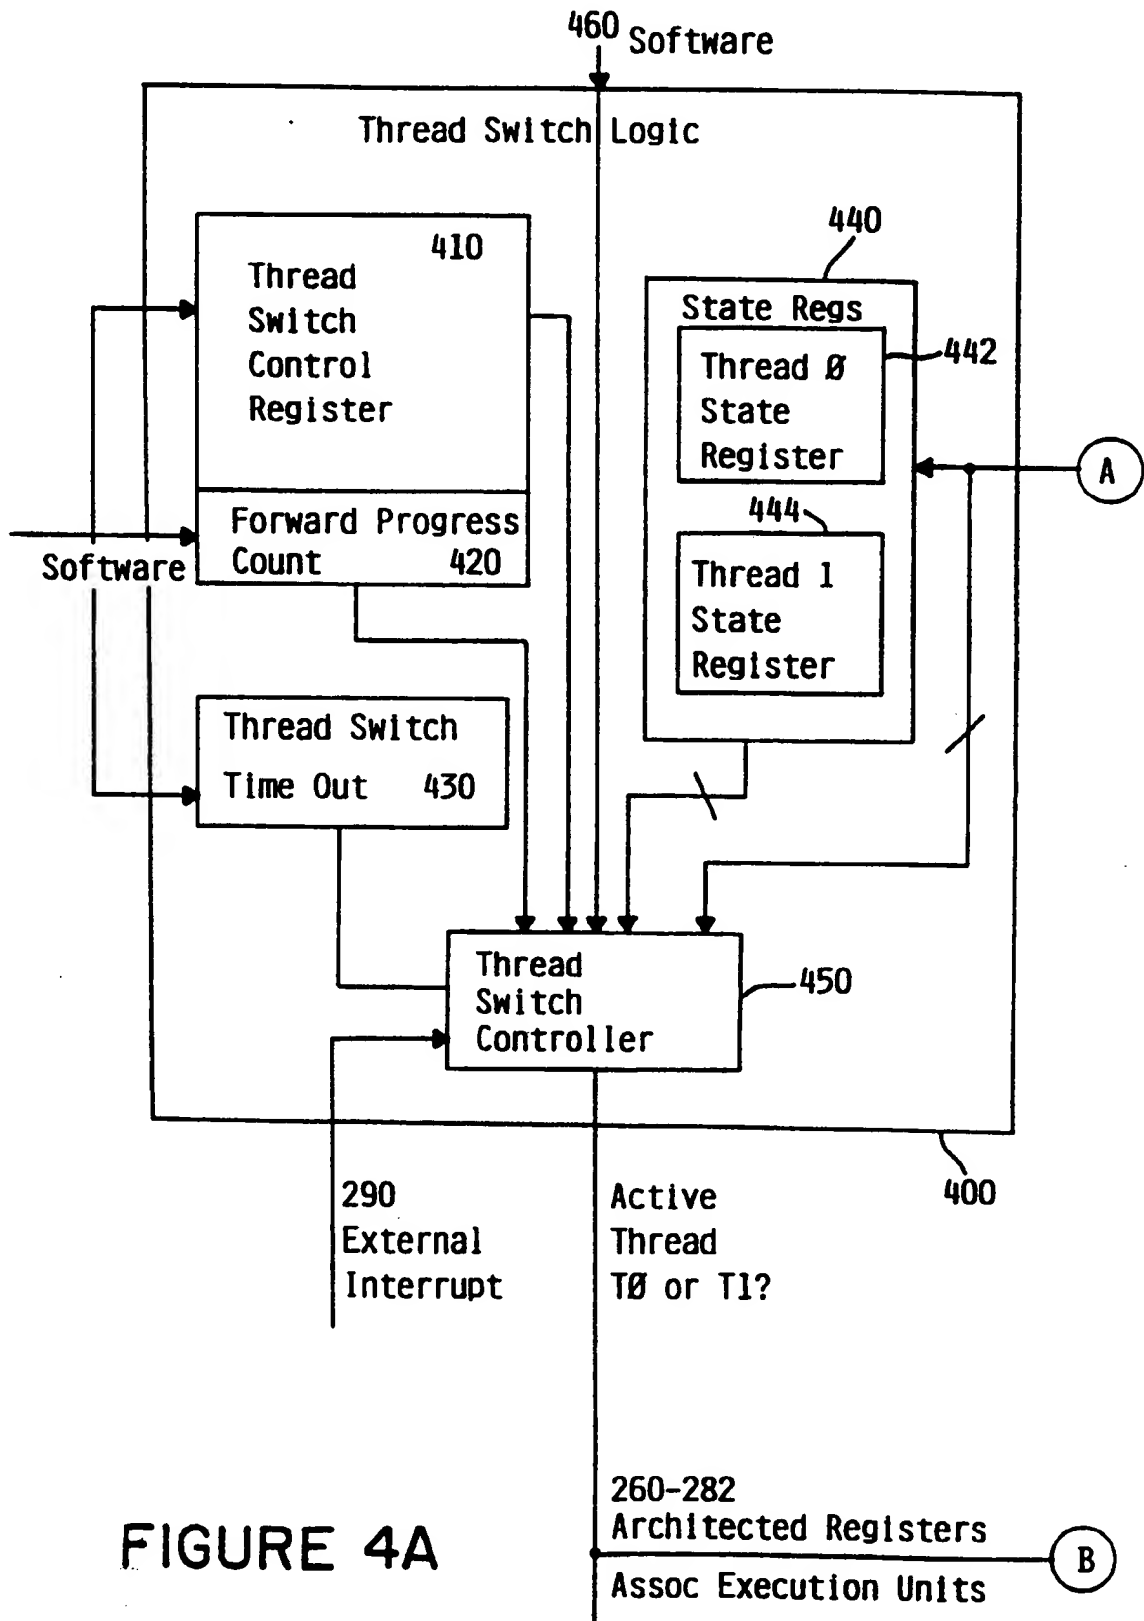 460 Software
Thread Switch Logic
410
Thread
Switch
Control
Register
Forward Progress
Count 420
Software
Thread Switch
Time Out 430
440
State Regs
Thread Ø
State
Register
442
444
Thread 1
State
Register
A
Thread
Switch
Controller
450
400
290
External
Interrupt
Active
Thread
TØ or T1?
260-282
Architected Registers
Assoc Execution Units
B
FIGURE 4A